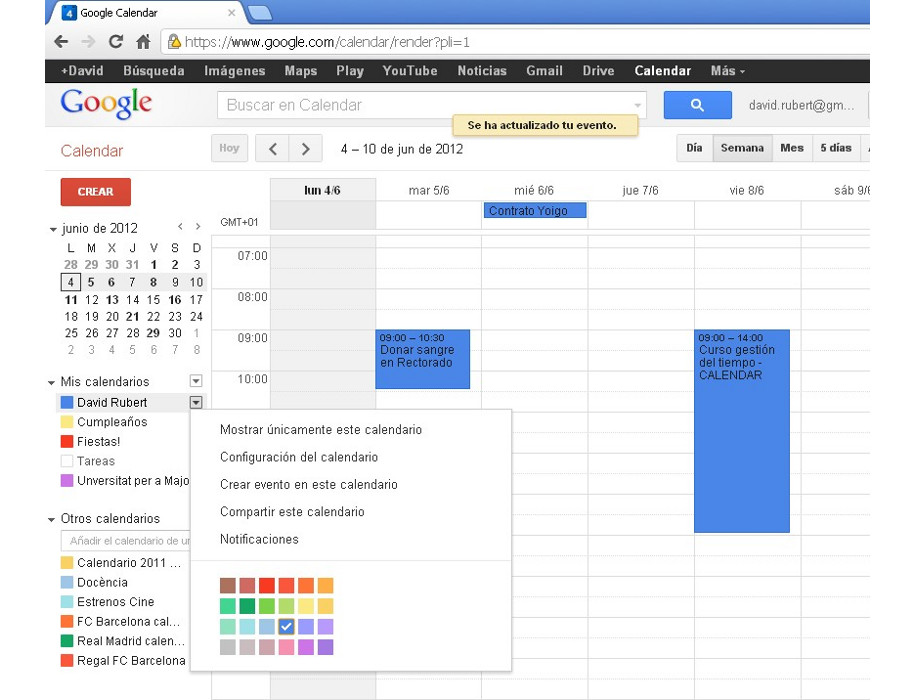 4 Google Calendar
https://www.google.com/calendar/render?pli=1
+David Búsqueda Imágenes Maps Play YouTube Noticias Gmail Drive Calendar Más
Google Buscar en Calendar david.rubert@gm...
Se ha actualizado tu evento.
Calendar Hoy 4 – 10 de jun de 2012 Día Semana Mes 5 días
CREAR lun 4/6 mar 5/6 mié 6/6 jue 7/6 vie 8/6 sáb 9/6
Contrato Yoigo
GMT+01
junio de 2012
L M X J V S D
28 29 30 31 1 2 3
4 5 6 7 8 9 10
11 12 13 14 15 16 17
18 19 20 21 22 23 24
25 26 27 28 29 30 1
2 3 4 5 6 7 8
07:00
08:00
09:00
10:00
09:00 – 10:30
Donar sangre
en Rectorado
09:00 – 14:00
Curso gestión
del tiempo -
CALENDAR
Mis calendarios
David Rubert
Cumpleaños
Fiestas!
Tareas
Unversitat per a Majo
Otros calendarios
Añadir el calendario de un
Calendario 2011 ...
Docència
Estrenos Cine
FC Barcelona cal...
Real Madrid calen...
Regal FC Barcelona
Mostrar únicamente este calendario
Configuración del calendario
Crear evento en este calendario
Compartir este calendario
Notificaciones